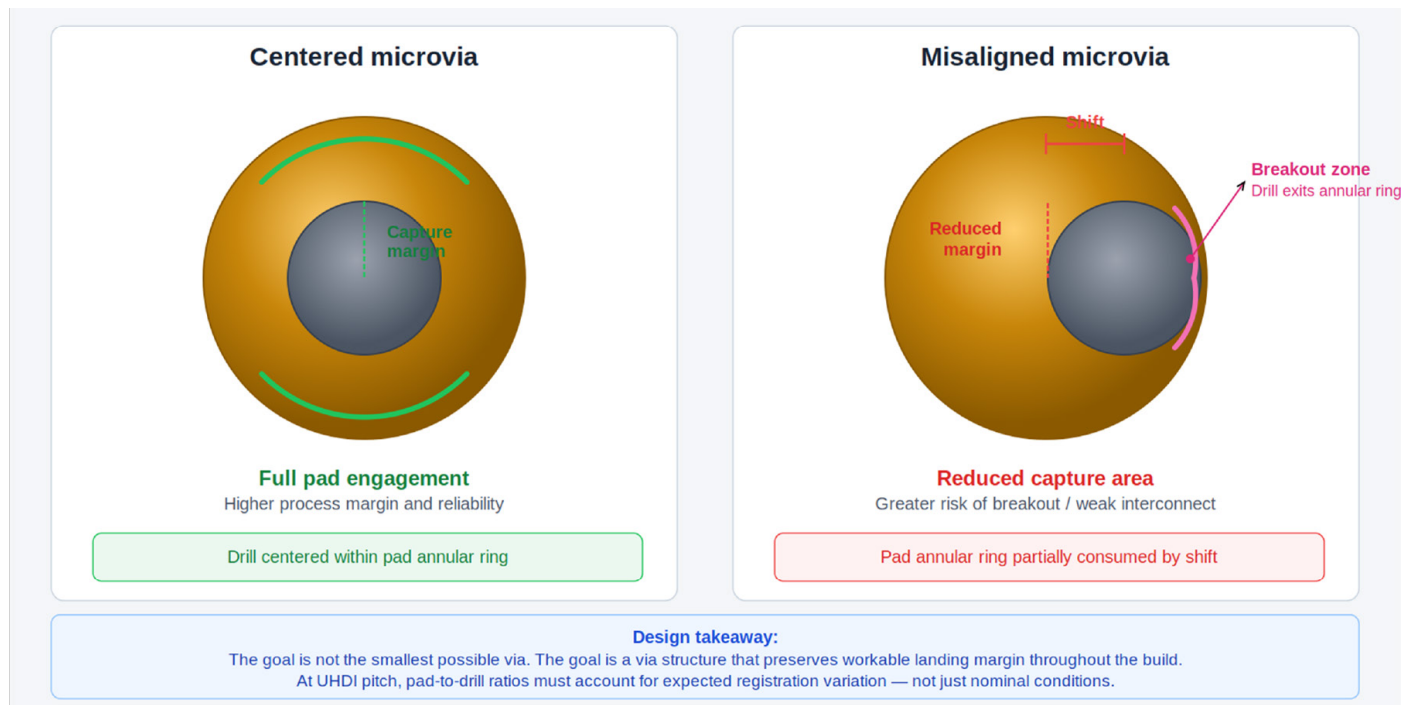 Centered microvia
Capture
margin
Full pad engagement
Higher process margin and reliability
Drill centered within pad annular ring
Misaligned microvia
Shift
Breakout zone
Drill exits annular ring
Reduced
margin
Reduced capture area
Greater risk of breakout / weak interconnect
Pad annular ring partially consumed by shift
Design takeaway:
The goal is not the smallest possible via. The goal is a via structure that preserves workable landing margin throughout the build.
At UHDI pitch, pad-to-drill ratios must account for expected registration variation — not just nominal conditions.